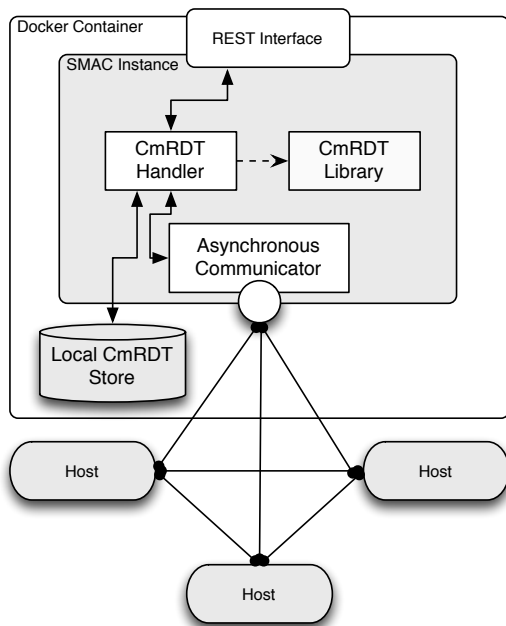 Docker Container
REST Interface
SMAC Instance
CmRDT
Handler
CmRDT
Library
Asynchronous
Communicator
Local CmRDT
Store
Host
Host
Host